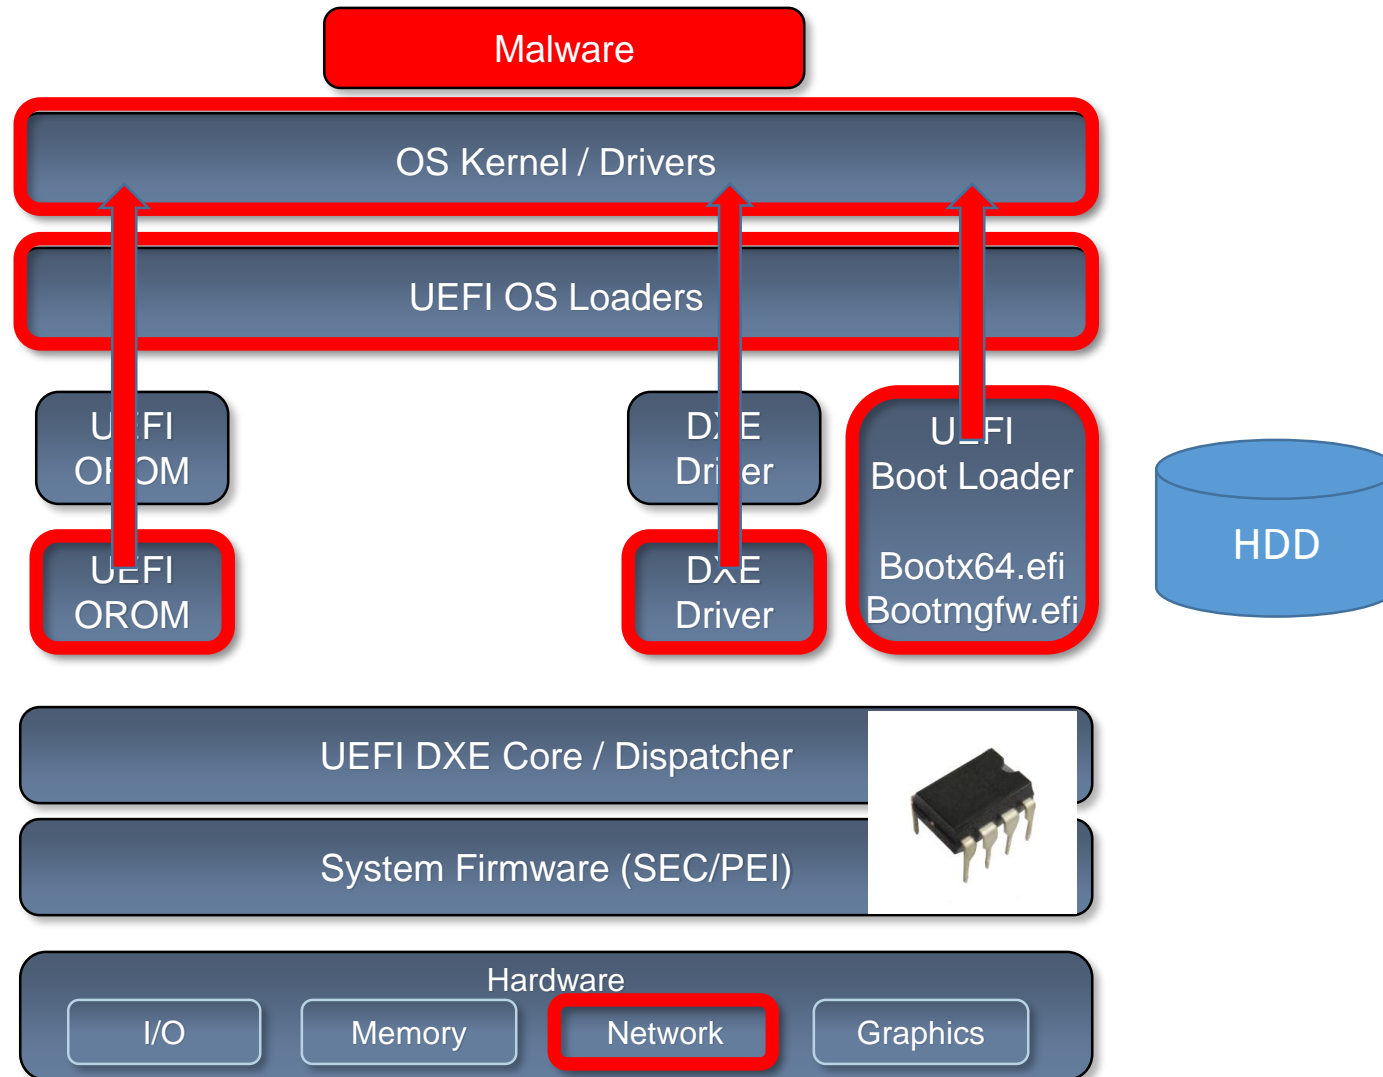 Malware
OS Kernel / Drivers
UEFI OS Loaders
UEFI
OROM
DXE
Driver
UEFI
Boot Loader
Bootx64.efi
Bootmgfw.efi
HDD
UEFI
OROM
DXE
Driver
UEFI DXE Core / Dispatcher
System Firmware (SEC/PEI)
Hardware
I/O
Memory
Network
Graphics